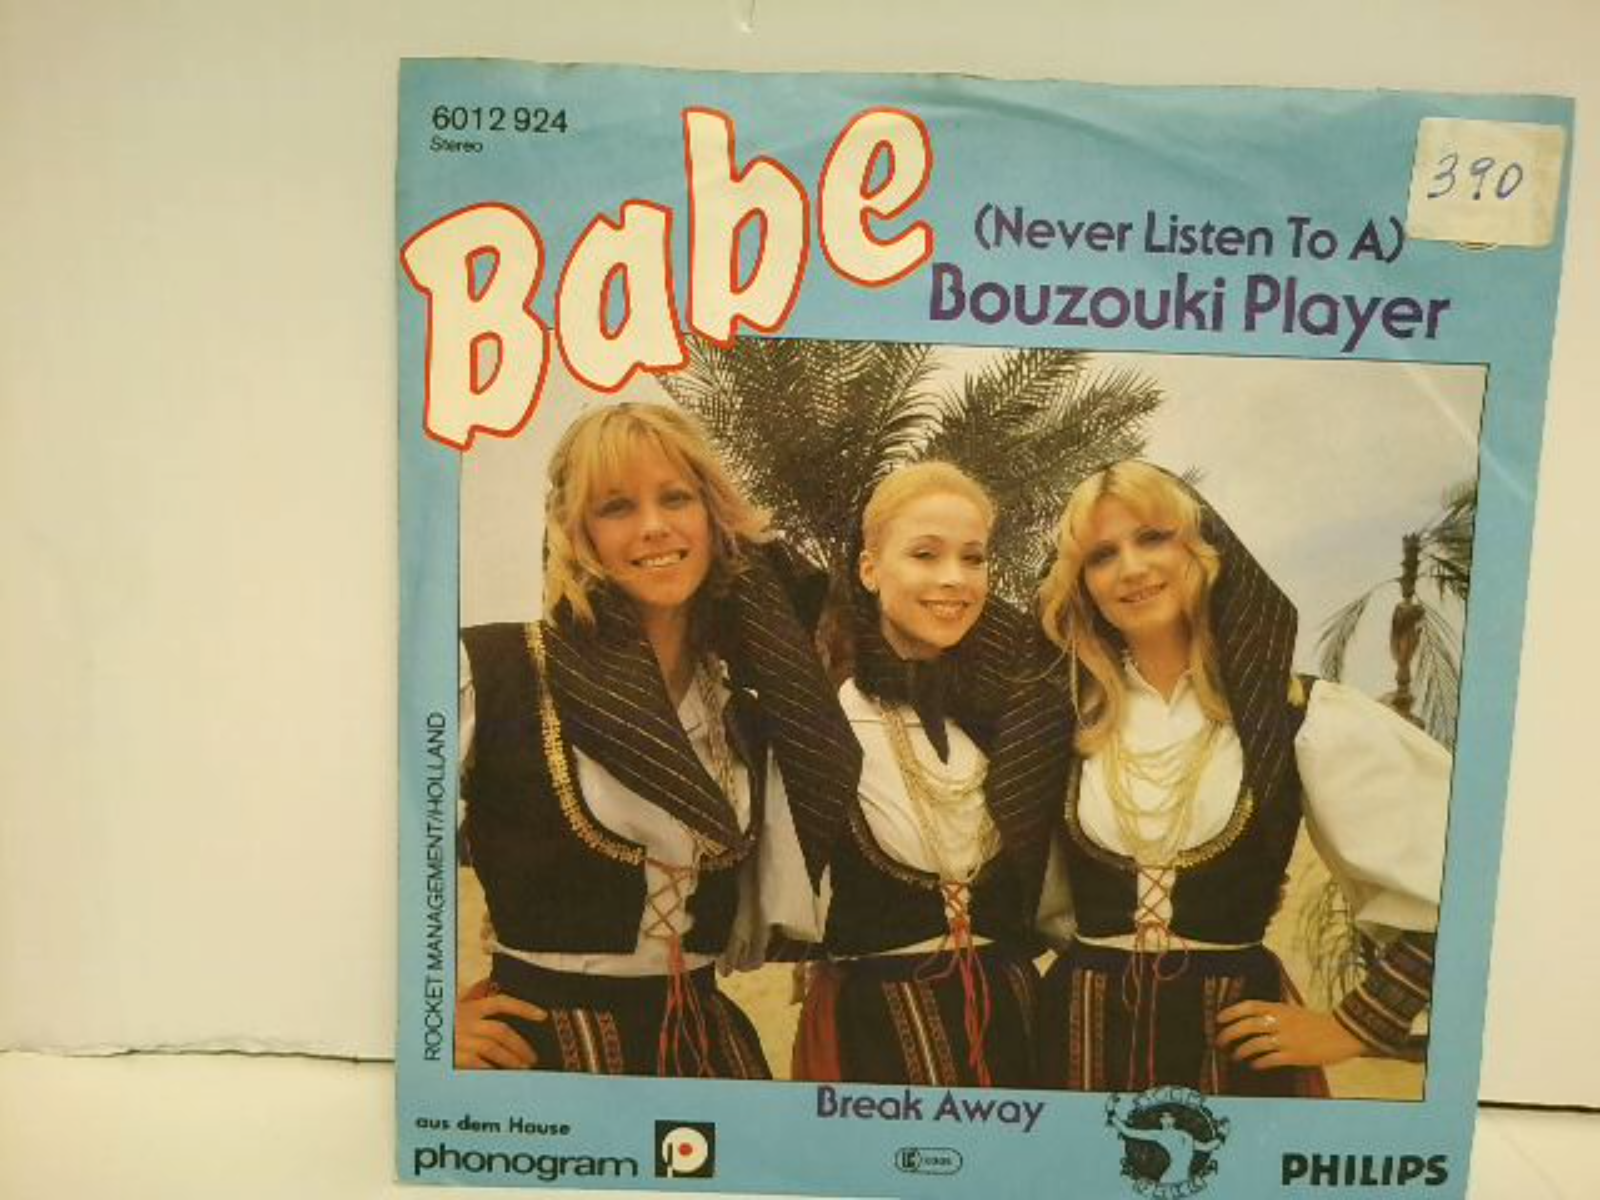 6012 924
Stereo
Babe
390
(Never Listen To A)
Bouzouki Player
ROCKET MANAGEMENT/HOLLAND
Break Away
aus dem Hause
phonogram
PHILIPS